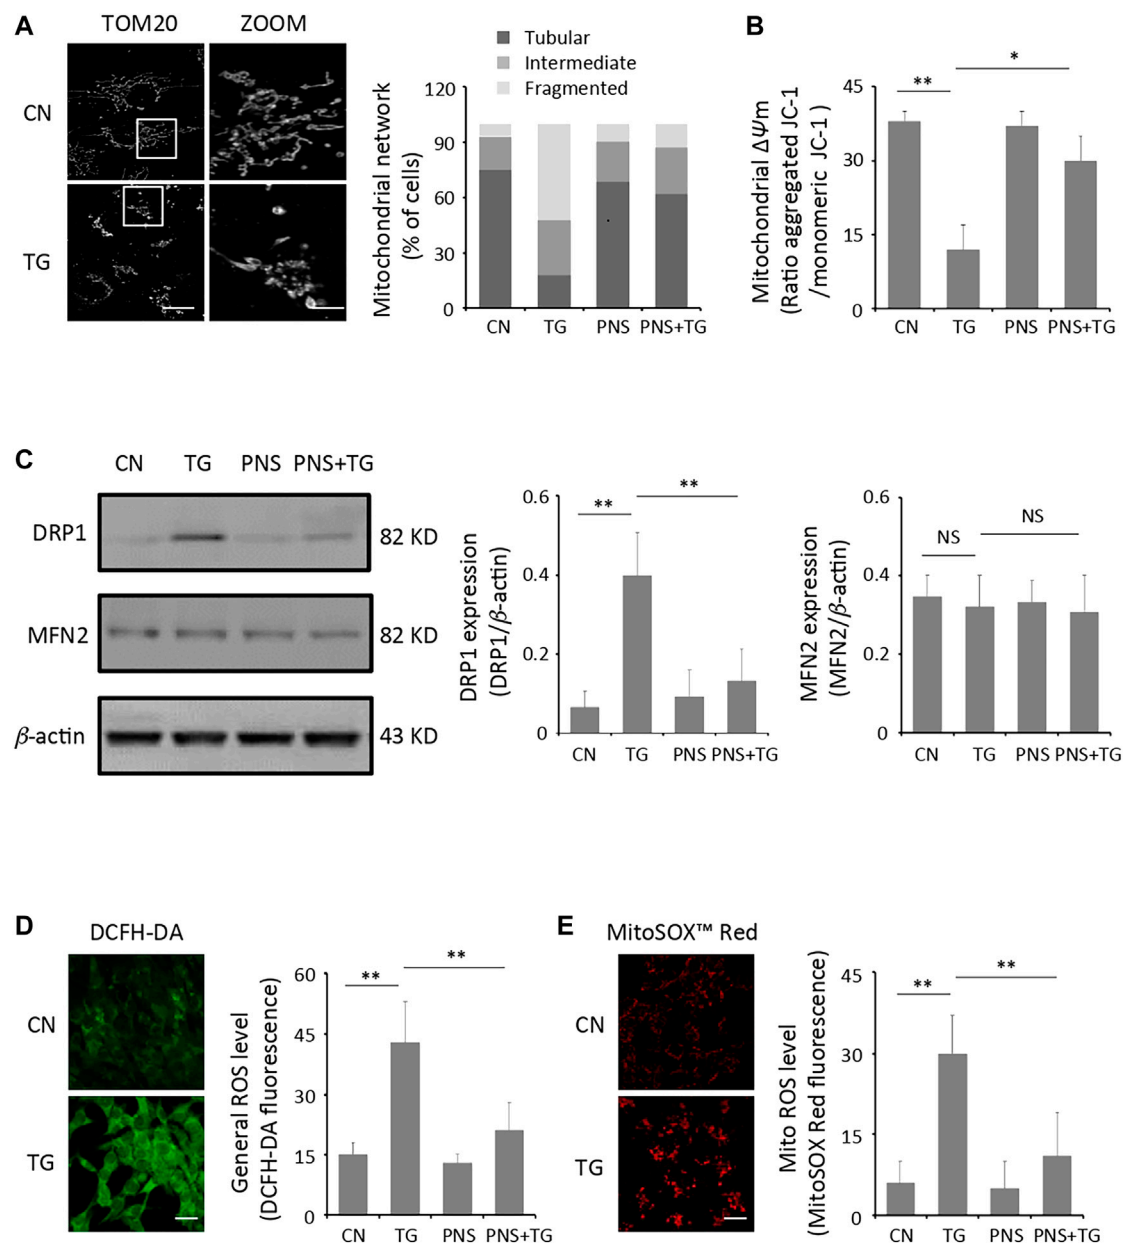 A
TOM20 ZOOM
CN
TG
Tubular
Intermediate
Fragmented
Mitochondrial network
(% of cells)
120
90
60
30
0
CN TG PNS PNS+TG
B
Mitochondrial ΔΨm
(Ratio aggregated JC-1
/monomeric JC-1 )
45
30
15
0
** *
CN TG PNS PNS+TG
C
CN TG PNS PNS+TG
DRP1 82 KD
MFN2 82 KD
β-actin 43 KD
DRP1 expression
(DRP1/β-actin)
0.6
0.4
0.2
0
** **
CN TG PNS PNS+TG
MFN2 expression
(MFN2/β-actin)
0.6
0.4
0.2
0
NS NS
CN TG PNS PNS+TG
D
DCFH-DA
CN
TG
General ROS level
(DCFH-DA fluorescence)
60
45
30
15
0
** **
CN TG PNS PNS+TG
E
MitoSOX™ Red
CN
TG
Mito ROS level
(MitoSOX Red fluorescence)
45
30
15
0
** **
CN TG PNS PNS+TG